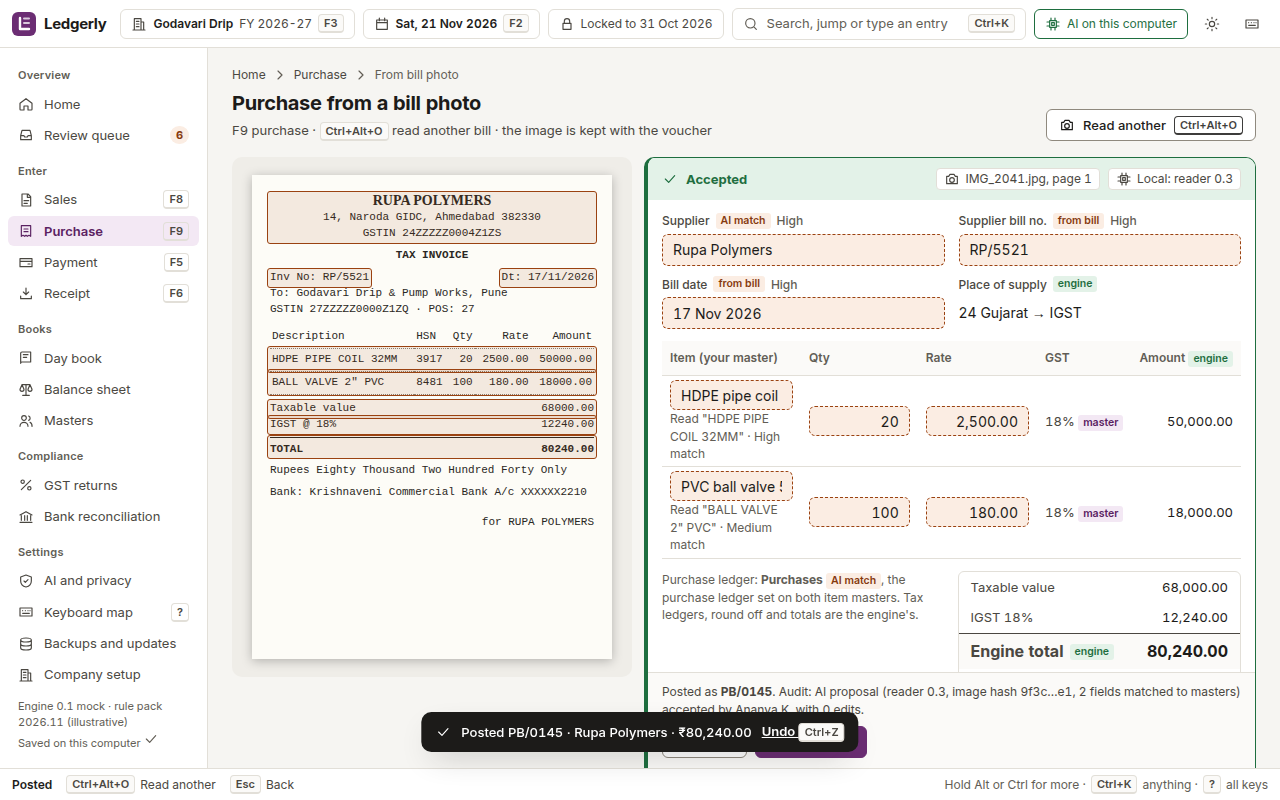 Ledgerly
Godavari Drip FY 2026-27 F3
Sat, 21 Nov 2026 F2
Locked to 31 Oct 2026
Search, jump or type an entry Ctrl+K
AI on this computer
Overview
Home
Review queue 6
Enter
Sales F8
Purchase F9
Payment F5
Receipt F6
Books
Day book
Balance sheet
Masters
Compliance
GST returns
Bank reconciliation
Settings
AI and privacy
Keyboard map ?
Backups and updates
Company setup
Engine 0.1 mock · rule pack
2026.11 (illustrative)
Saved on this computer
Home > Purchase > From bill photo
Purchase from a bill photo
F9 purchase · Ctrl+Alt+O read another bill · the image is kept with the voucher
Read another Ctrl+Alt+O
RUPA POLYMERS
14, Naroda GIDC, Ahmedabad 382330
GSTIN 24ZZZZZ0004Z1ZS
TAX INVOICE
Inv No: RP/5521 Dt: 17/11/2026
To: Godavari Drip & Pump Works, Pune
GSTIN 27ZZZZZ0000Z1ZQ · POS: 27
Description HSN Qty Rate Amount
HDPE PIPE COIL 32MM 3917 20 2500.00 50000.00
BALL VALVE 2" PVC 8481 100 180.00 18000.00
Taxable value 68000.00
IGST @ 18% 12240.00
TOTAL 80240.00
Rupees Eighty Thousand Two Hundred Forty Only
Bank: Krishnaveni Commercial Bank A/c XXXXXX2210
for RUPA POLYMERS
Accepted
IMG_2041.jpg, page 1
Local: reader 0.3
Supplier AI match High
Rupa Polymers
Supplier bill no. from bill High
RP/5521
Bill date from bill High
17 Nov 2026
Place of supply engine
24 Gujarat → IGST
Item (your master) Qty Rate GST Amount engine
HDPE pipe coil
Read "HDPE PIPE
COIL 32MM" · High
match
20 2,500.00 18% master 50,000.00
PVC ball valve
Read "BALL VALVE
2" PVC" · Medium
match
100 180.00 18% master 18,000.00
Purchase ledger: Purchases AI match, the
purchase ledger set on both item masters. Tax
ledgers, round off and totals are the engine's.
Taxable value 68,000.00
IGST 18% 12,240.00
Engine total engine 80,240.00
Posted as PB/0145. Audit: AI proposal (reader 0.3, image hash 9f3c...e1, 2 fields matched to masters)
accepted by Ananya K. with 0 edits.
Posted PB/0145 · Rupa Polymers · ₹80,240.00 Undo Ctrl+Z
Posted Ctrl+Alt+O Read another Esc Back
Hold Alt or Ctrl for more · Ctrl+K anything · ? all keys